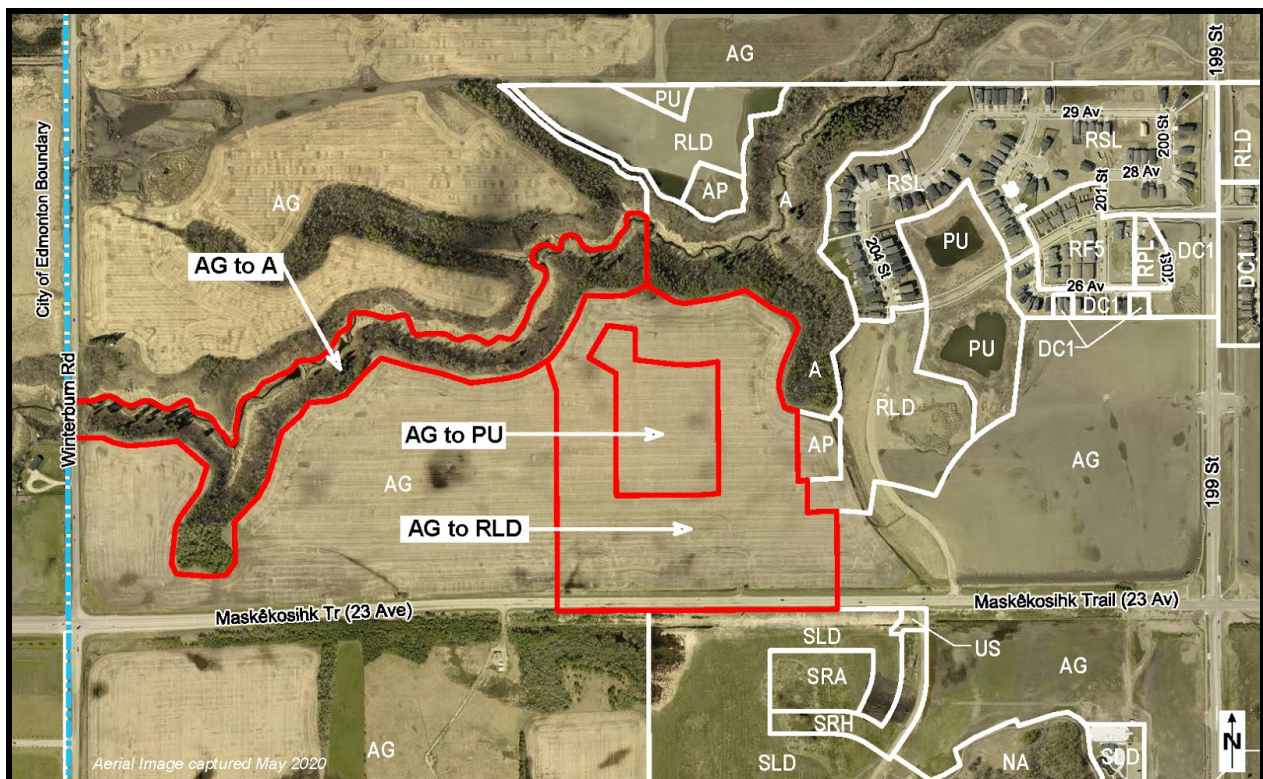 AG
199 St
PU
RLD
29 Av
RSL
200 St
RLD
City of Edmonton Boundary
AG
AP
A
RSL
28 Av
201 St
AG to A
204 St
PU
RF5
RPL
DC1
DC1
26 Av
DC1
DC1
Winterburn Rd
PU
A
RLD
AG to PU
AP
AG
AG
199 St
AG to RLD
Maskêkosihk Tr (23 Ave)
Maskêkosihk Trail (23 Av)
SLD
US
AG
SRA
SRH
AG
SLD
NA
SLD
N
Aerial Image captured May 2020